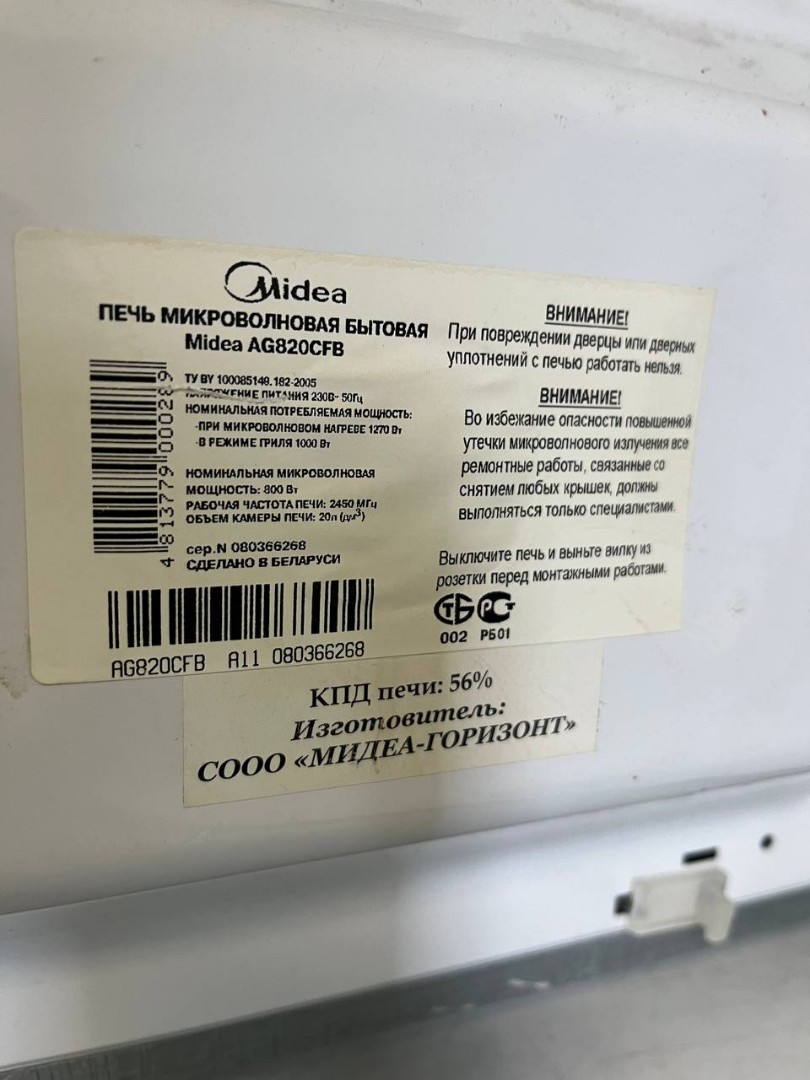 Midea
ПЕЧЬ МИКРОВОЛНОВАЯ БЫТОВАЯ
Midea AG820CFB
ТУ BY 100085149.182-2005
НАПРЯЖЕНИЕ ПИТАНИЯ 230В~ 50Гц
НОМИНАЛЬНАЯ ПОТРЕБЛЯЕМАЯ МОЩНОСТЬ:
-ПРИ МИКРОВОЛНОВОМ НАГРЕВЕ 1270 Вт
-В РЕЖИМЕ ГРИЛЯ 1000 Вт
НОМИНАЛЬНАЯ МИКРОВОЛНОВАЯ
МОЩНОСТЬ: 800 Вт
РАБОЧАЯ ЧАСТОТА ПЕЧИ: 2450 МГц
ОБЪЕМ КАМЕРЫ ПЕЧИ: 20л (дм³)
сер.N 080366268
СДЕЛАНО В БЕЛАРУСИ
4 813779 000289
AG820CFB A11 080366268
ВНИМАНИЕ!
При повреждении дверцы или дверных
уплотнений с печью работать нельзя.
ВНИМАНИЕ!
Во избежание опасности повышенной
утечки микроволнового излучения все
ремонтные работы, связанные со
снятием любых крышек, должны
выполняться только специалистами.
Выключите печь и выньте вилку из
розетки перед монтажными работами.
002 РБ01
КПД печи: 56%
Изготовитель:
СООО «МИДЕА-ГОРИЗОНТ»